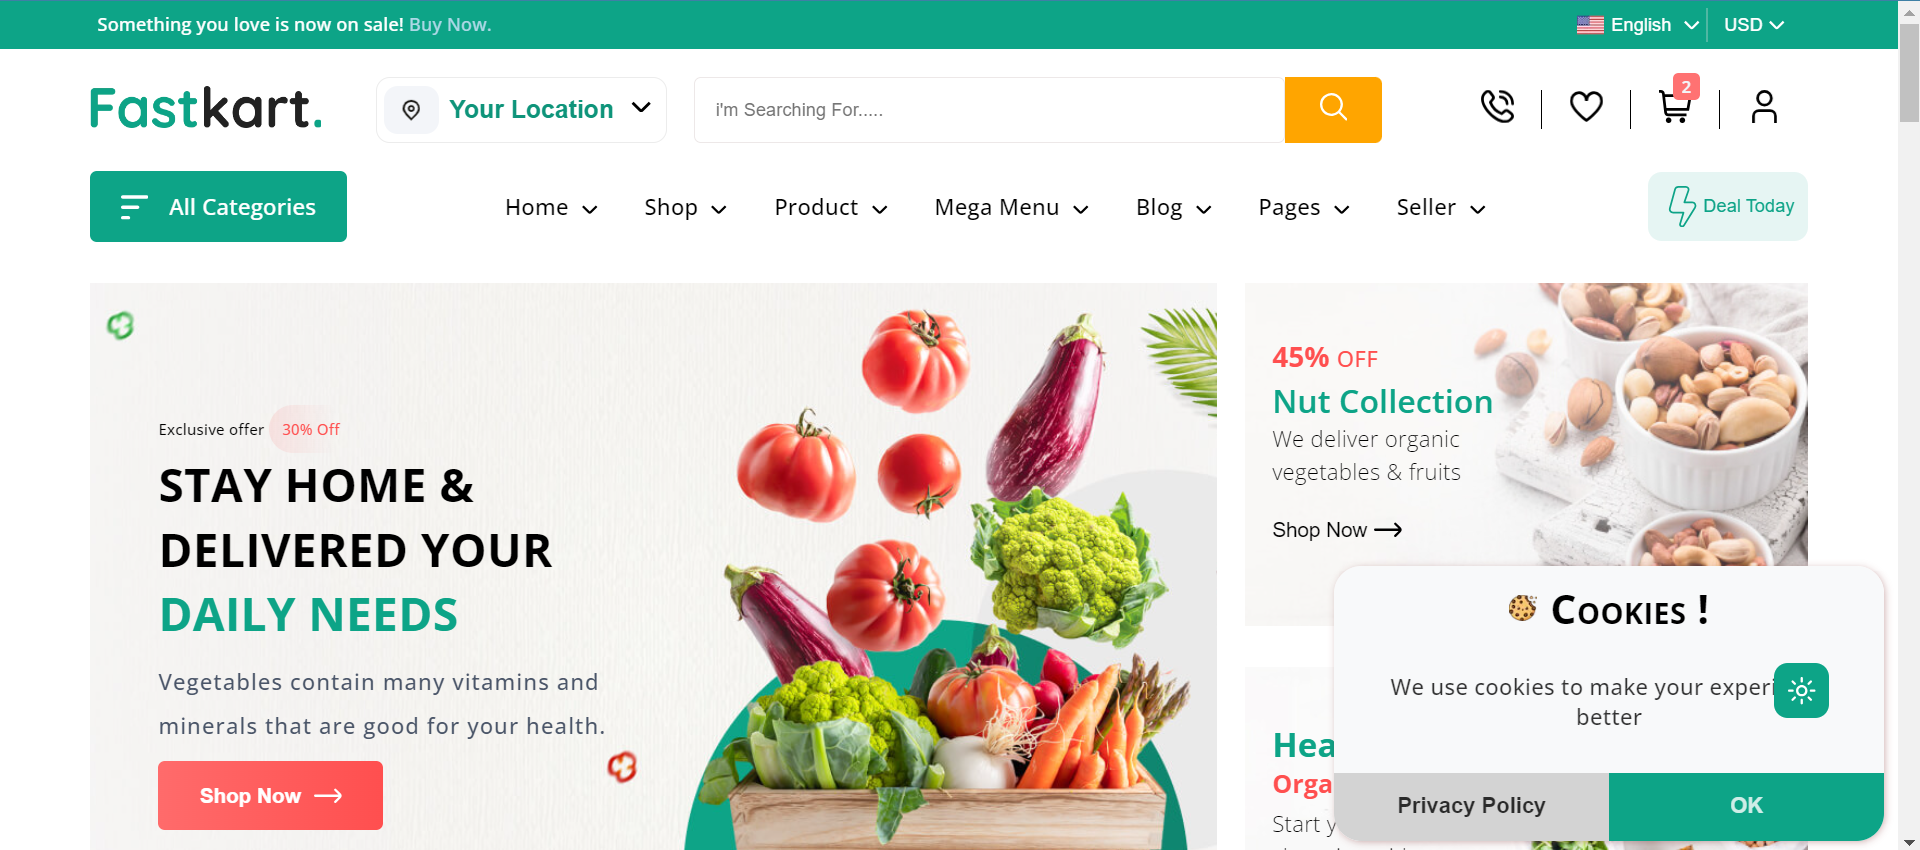 Something you love is now on sale! Buy Now.
English
USD
Fastkart.
Your Location
i'm Searching For.....
2
All Categories
Home
Shop
Product
Mega Menu
Blog
Pages
Seller
Deal Today
Exclusive offer 30% Off
STAY HOME &
DELIVERED YOUR
DAILY NEEDS
Vegetables contain many vitamins and
minerals that are good for your health.
Shop Now
45% OFF
Nut Collection
We deliver organic
vegetables & fruits
Shop Now
Hea
Orga
Start
Cookies !
We use cookies to make your experi
better
Privacy Policy
OK